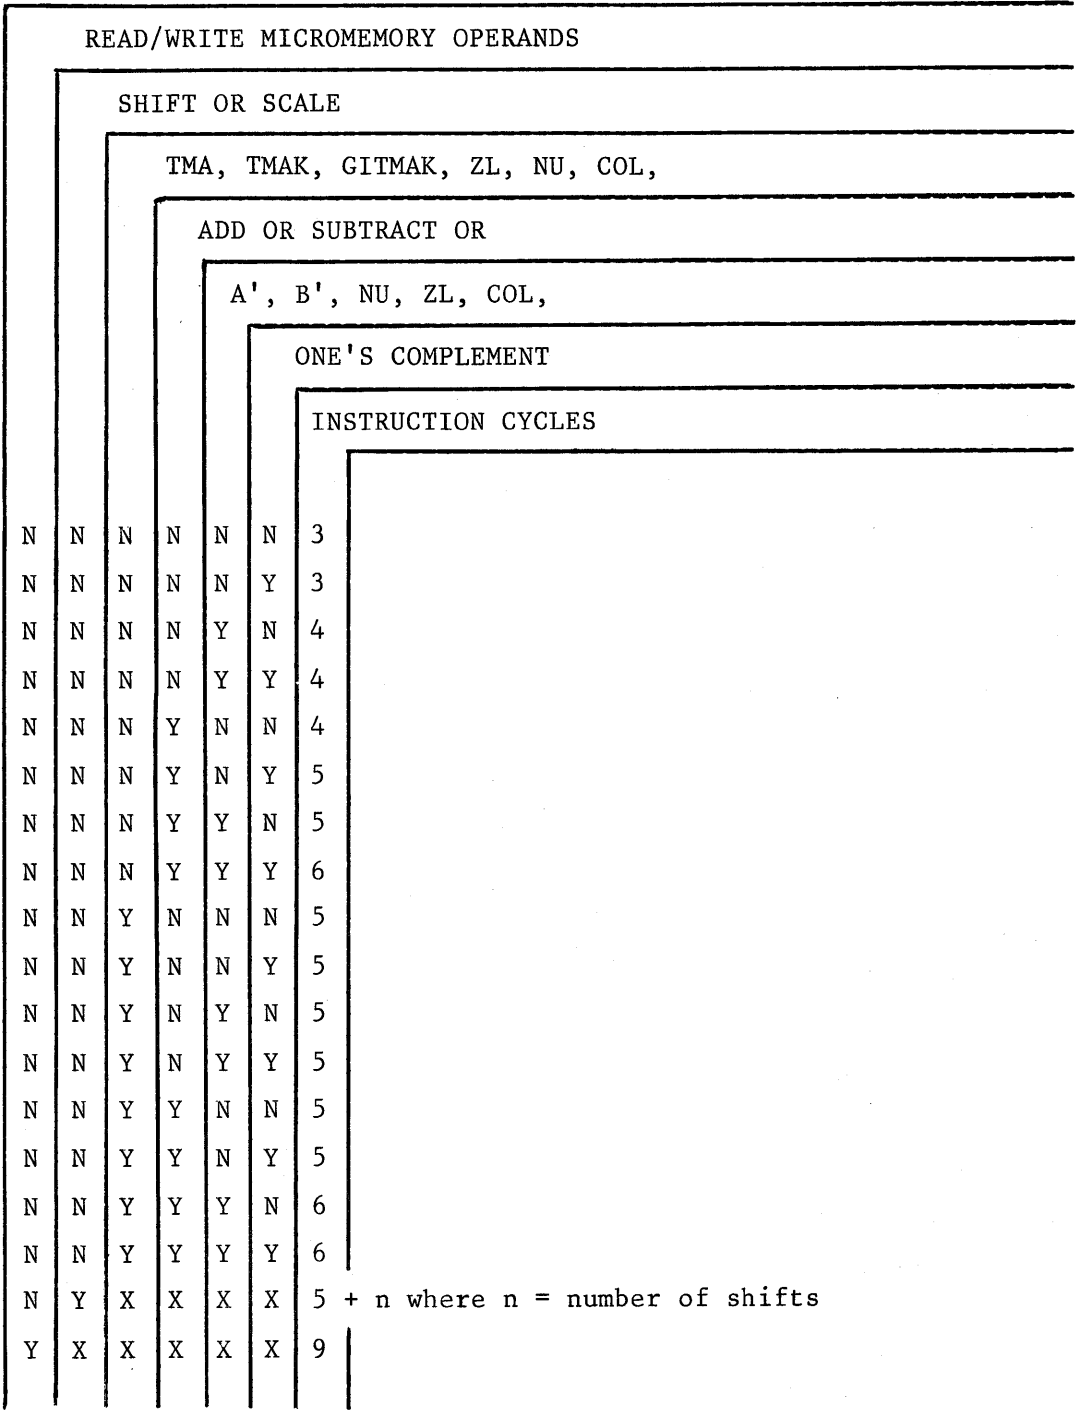 READ/WRITE MICROMEMORY OPERANDS
SHIFT OR SCALE
TMA, TMAK, GITMAK, ZL, NU, COL,
ADD OR SUBTRACT OR
A', B', NU, ZL, COL,
ONE'S COMPLEMENT
INSTRUCTION CYCLES
N N N N N N 3
N N N N N Y 3
N N N N Y N 4
N N N N Y Y 4
N N N Y N N 4
N N N Y N Y 5
N N N Y Y N 5
N N N Y Y Y 6
N N Y N N N 5
N N Y N N Y 5
N N Y N Y N 5
N N Y N Y Y 5
N N Y Y N N 5
N N Y Y N Y 5
N N Y Y Y N 6
N N Y Y Y Y 6
N Y X X X X 5 + n where n = number of shifts
Y X X X X X 9